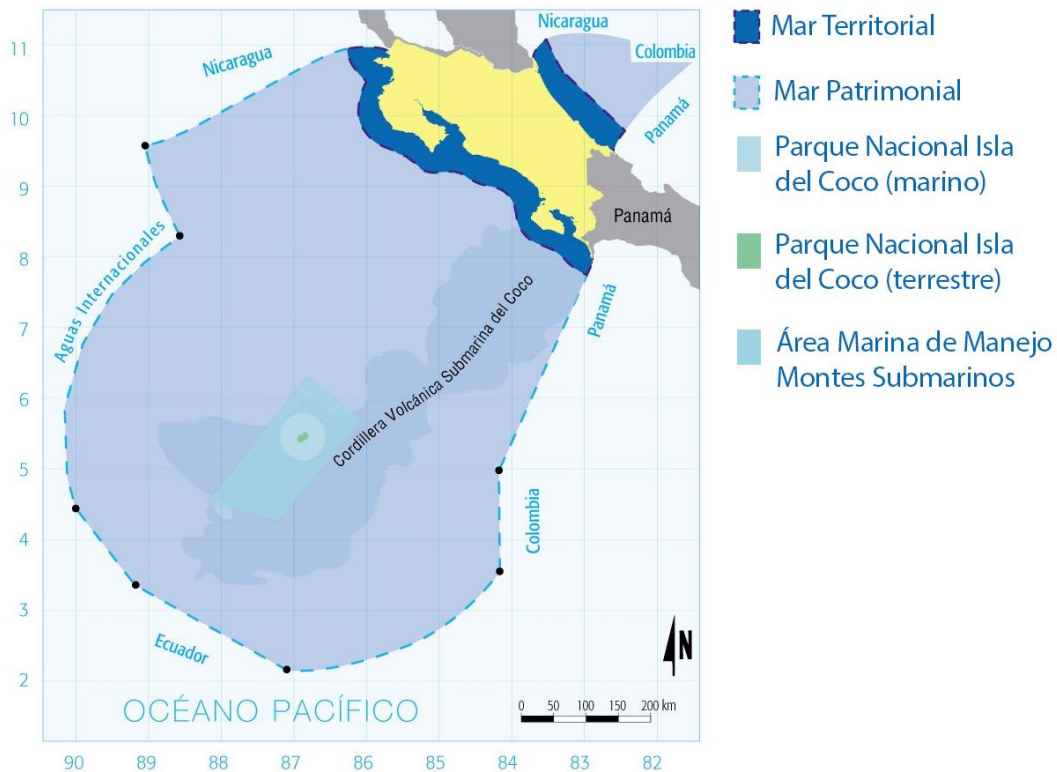 11
10
9
8
7
6
5
4
3
2
90
89
88
87
86
85
84
83
82
Nicaragua
Nicaragua
Colombia
Panamá
Panamá
Aguas Internacionales
Cordillera Volcánica Submarina del Coco
Panamá
Colombia
Ecuador
OCÉANO PACÍFICO
N
0 50 100 150 200 km
Mar Territorial
Mar Patrimonial
Parque Nacional Isla
del Coco (marino)
Parque Nacional Isla
del Coco (terrestre)
Área Marina de Manejo
Montes Submarinos